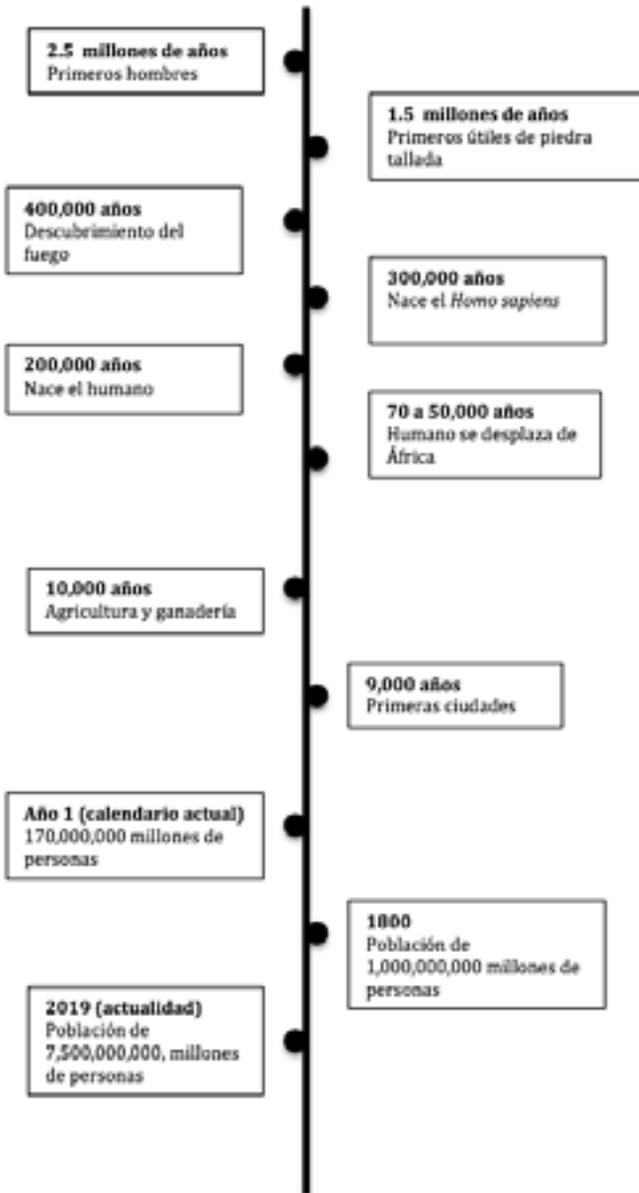 2.5 millones de años
Primeros hombres
1.5 millones de años
Primeros útiles de piedra
tallada
400,000 años
Descubrimiento del
fuego
300,000 años
Nace el Homo sapiens
200,000 años
Nace el humano
70 a 50,000 años
Humano se desplaza de
África
10,000 años
Agricultura y ganadería
9,000 años
Primeras ciudades
Año 1 (calendario actual)
170,000,000 millones de
personas
1800
Población de
1,000,000,000 millones de
personas
2019 (actualidad)
Población de
7,500,000,000, millones
de personas